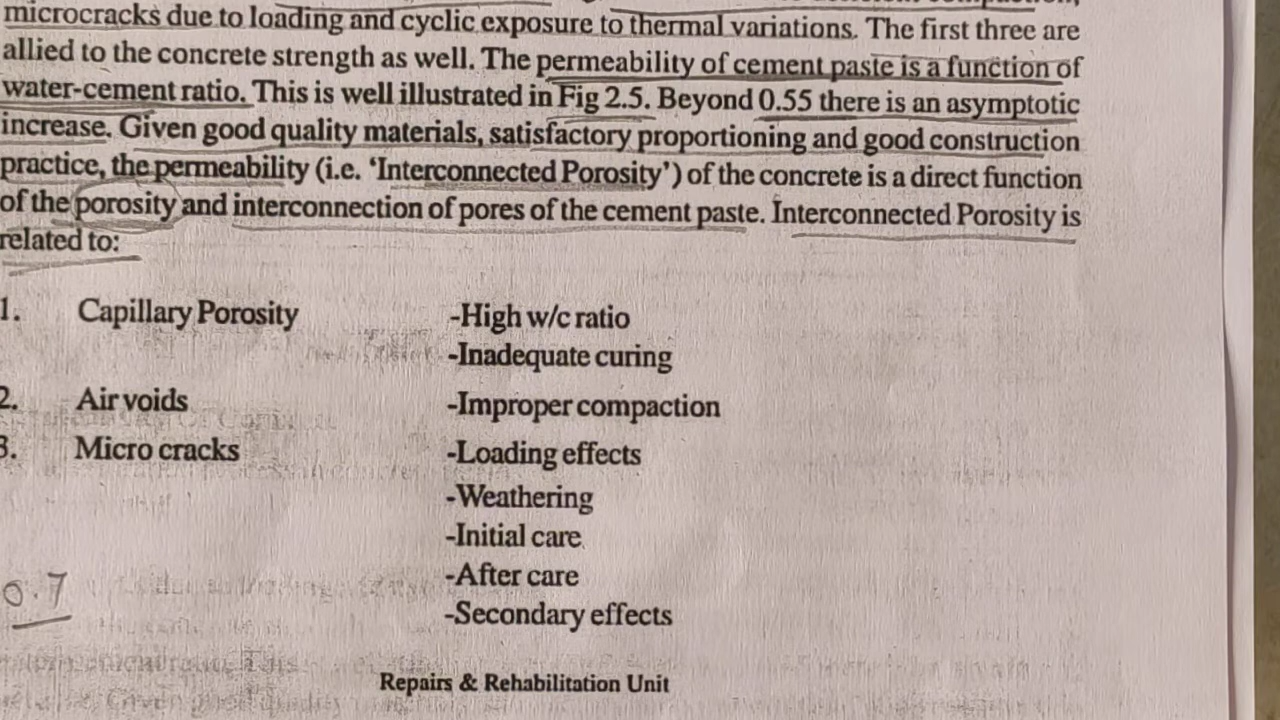 microcracks due to loading and cyclic exposure to thermal variations. The first three are
allied to the concrete strength as well. The permeability of cement paste is a function of
water-cement ratio. This is well illustrated in Fig 2.5. Beyond 0.55 there is an asymptotic
increase. Given good quality materials, satisfactory proportioning and good construction
practice, the permeability (i.e. ‘Interconnected Porosity’) of the concrete is a direct function
of the porosity and interconnection of pores of the cement paste. Interconnected Porosity is
related to:
1. Capillary Porosity -High w/c ratio
-Inadequate curing
2. Air voids -Improper compaction
3. Micro cracks -Loading effects
-Weathering
-Initial care
-After care
0.7
-Secondary effects
Repairs & Rehabilitation Unit